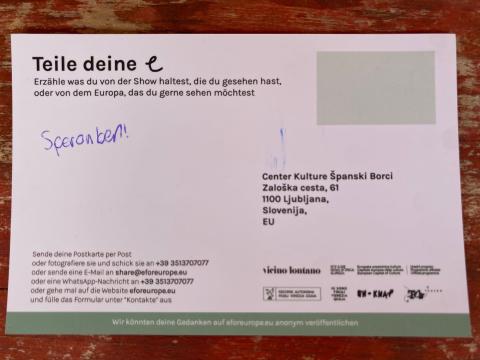 Teile deine e
Erzähle was du von der Show haltest, die du gesehen hast,
oder von dem Europa, das du gerne sehen möchtest
Speranben!
Center Kulture Španski Borci
Zaloška cesta, 61
1100 Ljubljana,
Slovenija,
EU
Sende deine Postkarte per Post
oder fotografiere sie und schick sie an +39 3513707077
oder sende eine E-Mail an share@eforeurope.eu
oder eine WhatsApp-Nachricht an +39 3513707077
oder gehe mal auf die Website eforeurope.eu
und fülle das Formular unter "Kontakte" aus
vicino lontano
EN-KNAP
Wir könnten deine Gedanken auf eforeurope.eu anonym veröffentlichen